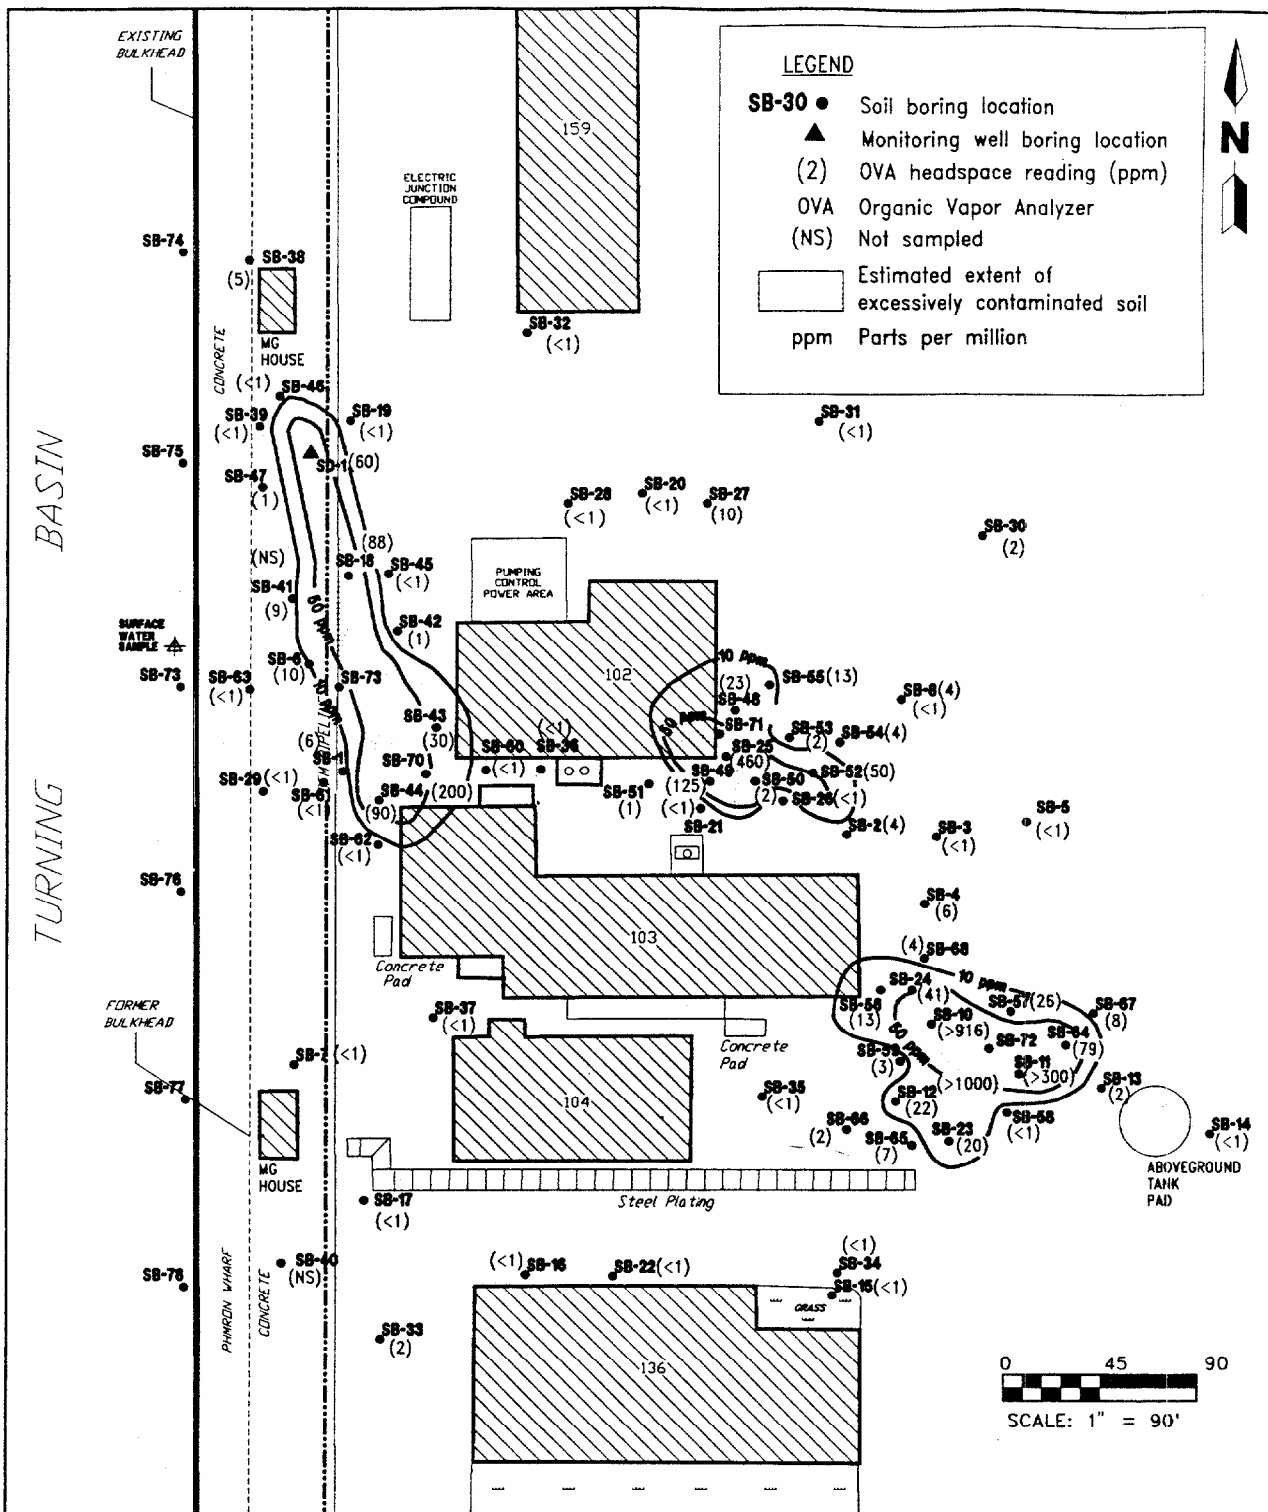 EXISTING
BULKHEAD
159
LEGEND
SB-30 Soil boring location
Monitoring well boring location
(2) OVA headspace reading (ppm)
OVA Organic Vapor Analyzer
(NS) Not sampled
Estimated extent of
excessively contaminated soil
ppm Parts per million
N
ELECTRIC
JUNCTION
COMPOUND
SB-74
SB-38
(5)
MG
HOUSE
CONCRETE
SB-32
(<1)
(<1)
SB-46
SB-39
(<1)
SB-19
(<1)
SB-31
(<1)
(60)
SB-75
SB-47
(1)
SB-28
(<1)
SB-20
(<1)
SB-27
(10)
SB-30
(2)
BASIN
(88)
(NS)
SB-18
SB-45
(<1)
PUMPING
CONTROL
POWER AREA
SB-41
(9)
50 ppm
SB-42
(1)
SURFACE
WATER
SAMPLE
SB-6
(10)
SB-73
SB-63
(<1)
SB-73
102
10 ppm
(23)
SB-55 (13)
SB-48
SB-8 (4)
(<1)
50 ppm
SB-71
SB-53
(2)
SB-54 (4)
SB-43
(30)
(6)
(<1)
SB-60
(<1)
SB-36
SB-25
(460)
SB-1
SB-70
SB-29 (<1)
(<1)
SB-44
(90)
(200)
SB-51
(1)
SB-49
(125)
SB-50
(2)
SB-52 (50)
SB-26 (<1)
(<1)
SB-21
SB-2 (4)
SB-3
(<1)
SB-5
(<1)
SB-62
(<1)
TURNING
SB-76
SB-4
(6)
103
Concrete
Pad
(4) SB-68
10 ppm
SB-24
(41)
SB-56
(13)
SB-57 (26)
SB-67
(8)
SB-10
(>916)
SB-64
(79)
SB-72
FORMER
BULKHEAD
SB-37
(<1)
Concrete
Pad
50 ppm
SB-59
(3)
SB-11
(>300)
(>1000)
SB-7 (<1)
SB-77
104
SB-35
(<1)
SB-12
(22)
SB-13
(2)
SB-58
(<1)
SB-66
(2)
SB-65
(7)
SB-23
(20)
SB-14
(<1)
MG
HOUSE
ABOVEGROUND
TANK
PAD
Steel Plating
SB-17
(<1)
SB-40
(NS)
SB-78
(<1) SB-16
SB-22 (<1)
(<1)
SB-34
SB-15 (<1)
GRASS
WHARF
CONCRETE
SB-33
(2)
136
0 45 90
SCALE: 1" = 90'